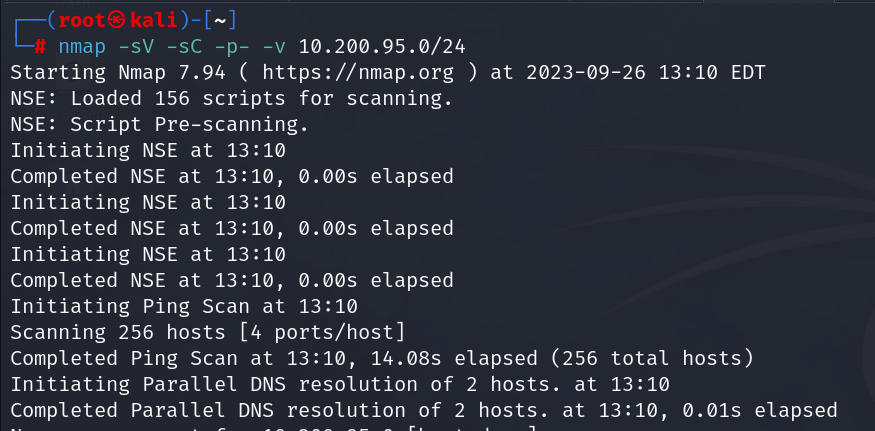 ┌──(root㉿kali)-[~]
└─# nmap -sV -sC -p- -v 10.200.95.0/24
Starting Nmap 7.94 ( https://nmap.org ) at 2023-09-26 13:10 EDT
NSE: Loaded 156 scripts for scanning.
NSE: Script Pre-scanning.
Initiating NSE at 13:10
Completed NSE at 13:10, 0.00s elapsed
Initiating NSE at 13:10
Completed NSE at 13:10, 0.00s elapsed
Initiating NSE at 13:10
Completed NSE at 13:10, 0.00s elapsed
Initiating Ping Scan at 13:10
Scanning 256 hosts [4 ports/host]
Completed Ping Scan at 13:10, 14.08s elapsed (256 total hosts)
Initiating Parallel DNS resolution of 2 hosts. at 13:10
Completed Parallel DNS resolution of 2 hosts. at 13:10, 0.01s elapsed